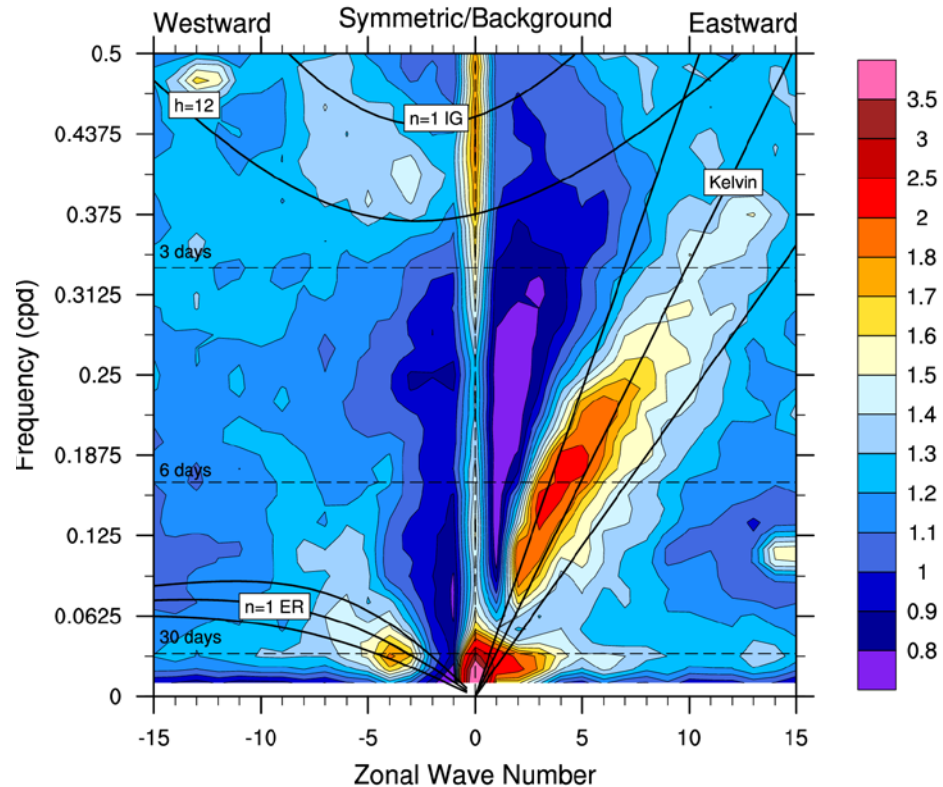 Westward Symmetric/Background Eastward
0.5
0.4375
0.375
0.3125
0.25
0.1875
0.125
0.0625
0
Frequency (cpd)
h=12
n=1 IG
Kelvin
3 days
6 days
n=1 ER
30 days
-15 -10 -5 0 5 10 15
Zonal Wave Number
3.5
3
2.5
2
1.8
1.7
1.6
1.5
1.4
1.3
1.2
1.1
1
0.9
0.8